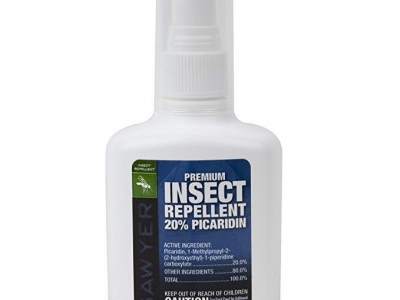 INSECT
REPELLENT
SAWYER
PREMIUM
INSECT
REPELLENT
20% PICARIDIN
ACTIVE INGREDIENT:
Picaridin, 1-Methylpropyl-2-
(2-hydroxyethyl)-1-piperidine
carboxylate 20.0%
OTHER INGREDIENTS 80.0%
TOTAL 100.0%
KEEP OUT OF REACH OF CHILDREN
CAUTION